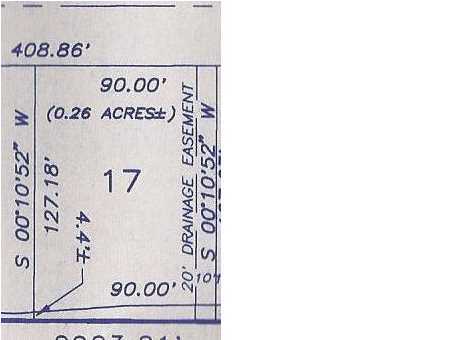 408.86'
90.00'
(0.26 ACRES±)
S 00°10'52" W
127.18'
17
4.4'±
20' DRAINAGE EASEMENT
S 00°10'52" W
90.00'
10'